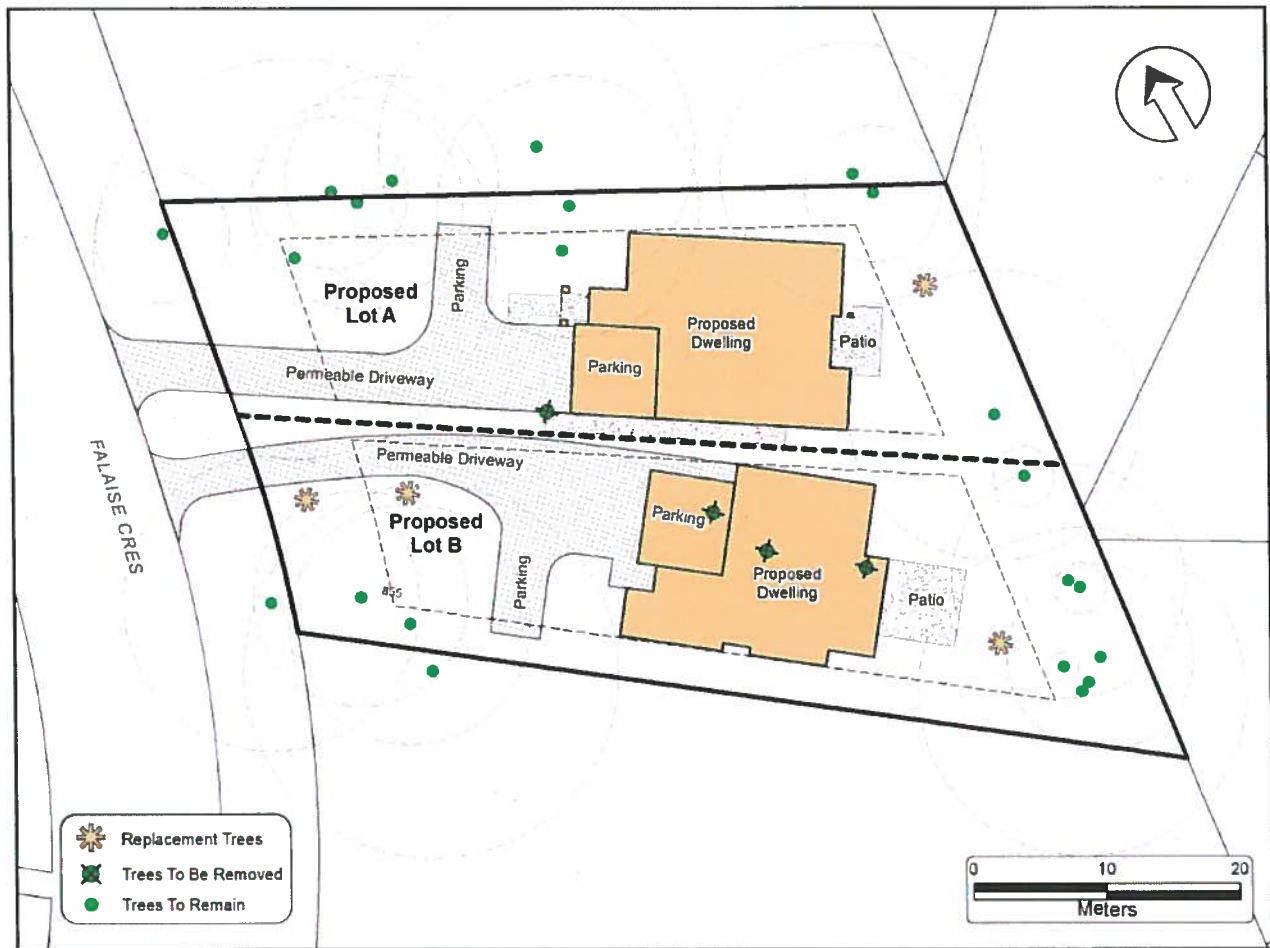 Proposed
Lot A
Parking
Proposed
Dwelling
Parking
Patio
Permeable Driveway
FALAISE CRES
Permeable Driveway
Proposed
Lot B
Parking
Parking
Proposed
Dwelling
Patio
855
Replacement Trees
Trees To Be Removed
Trees To Remain
0 10 20
Meters